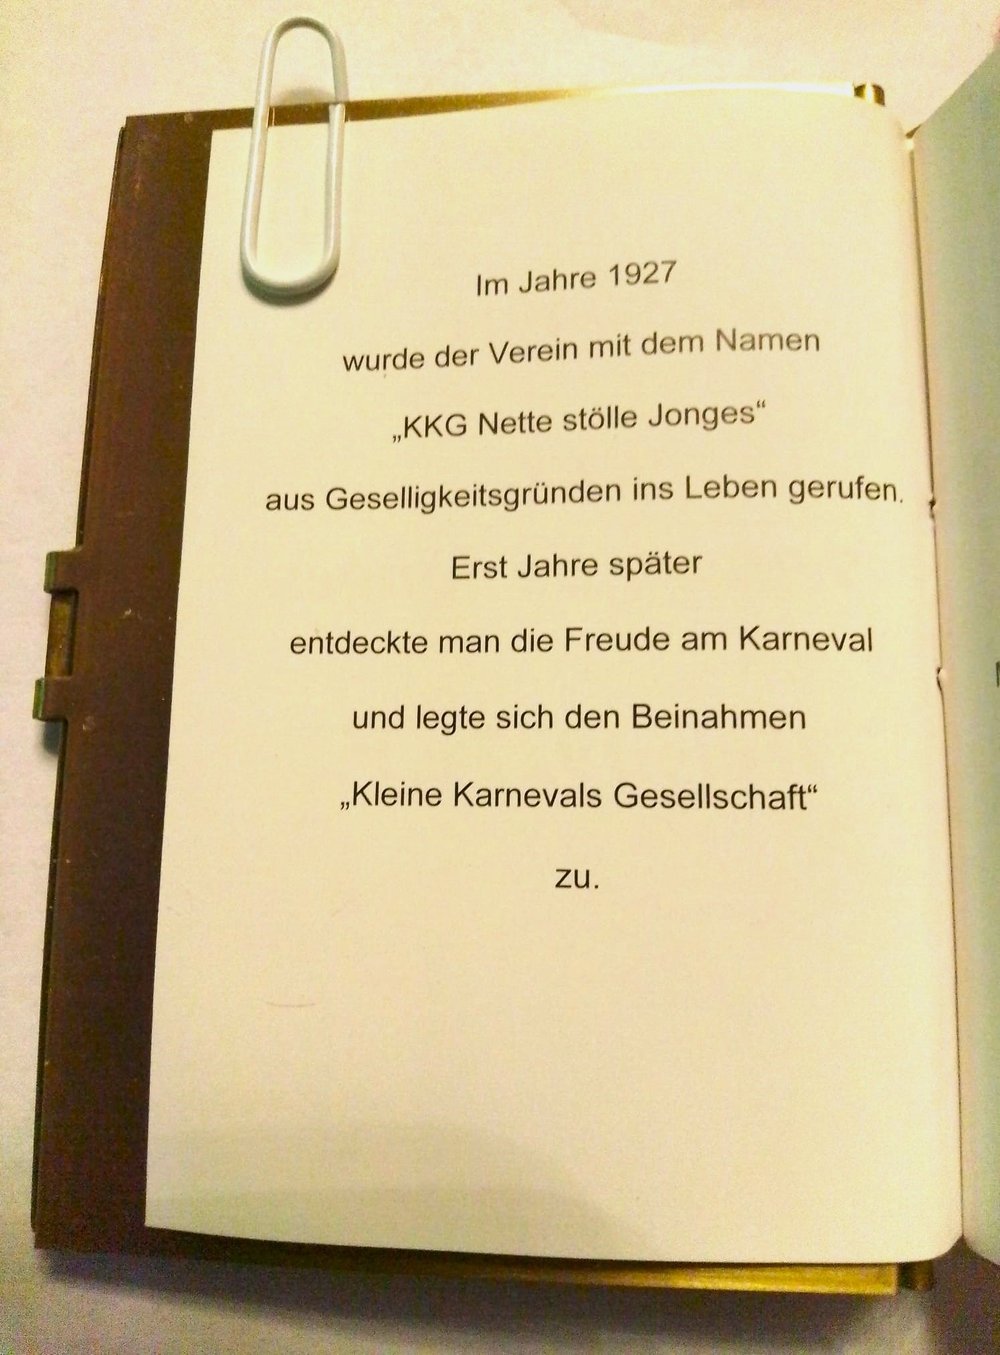 Im Jahre 1927
wurde der Verein mit dem Namen
„KKG Nette stölle Jonges“
aus Geselligkeitsgründen ins Leben gerufen.
Erst Jahre später
entdeckte man die Freude am Karneval
und legte sich den Beinahmen
„Kleine Karnevals Gesellschaft“
zu.